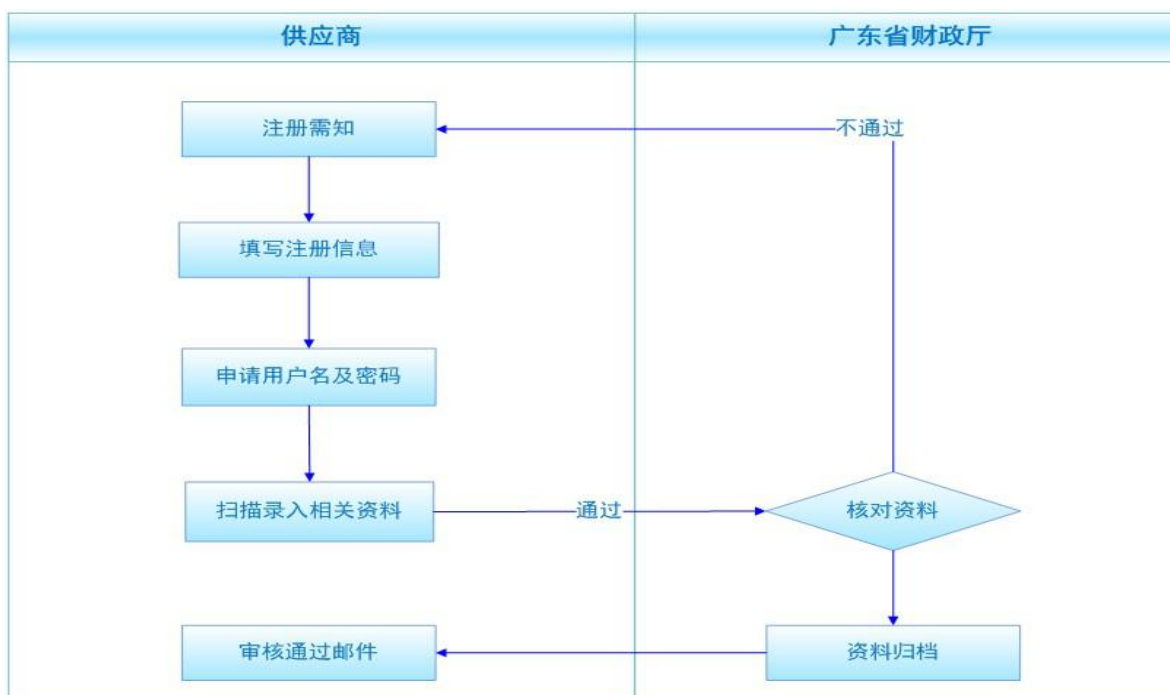 供应商
广东省财政厅
注册需知
不通过
填写注册信息
申请用户名及密码
扫描录入相关资料
通过
核对资料
审核通过邮件
资料归档